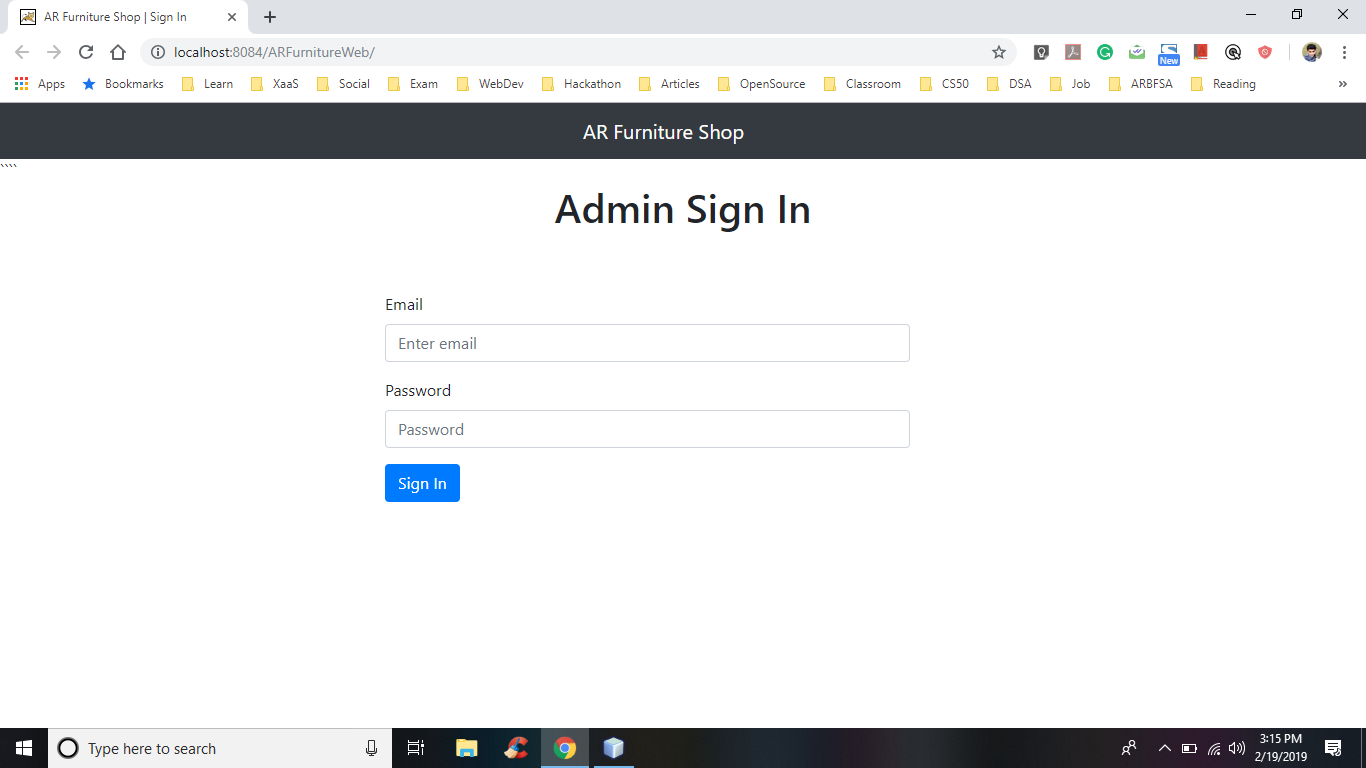 AR Furniture Shop | Sign In
localhost:8084/ARFurnitureWeb/
New
Apps Bookmarks Learn XaaS Social Exam WebDev Hackathon Articles OpenSource Classroom CS50 DSA Job ARBFSA Reading »
AR Furniture Shop
````
Admin Sign In
Email
Enter email
Password
Password
Sign In
Type here to search
3:15 PM
2/19/2019